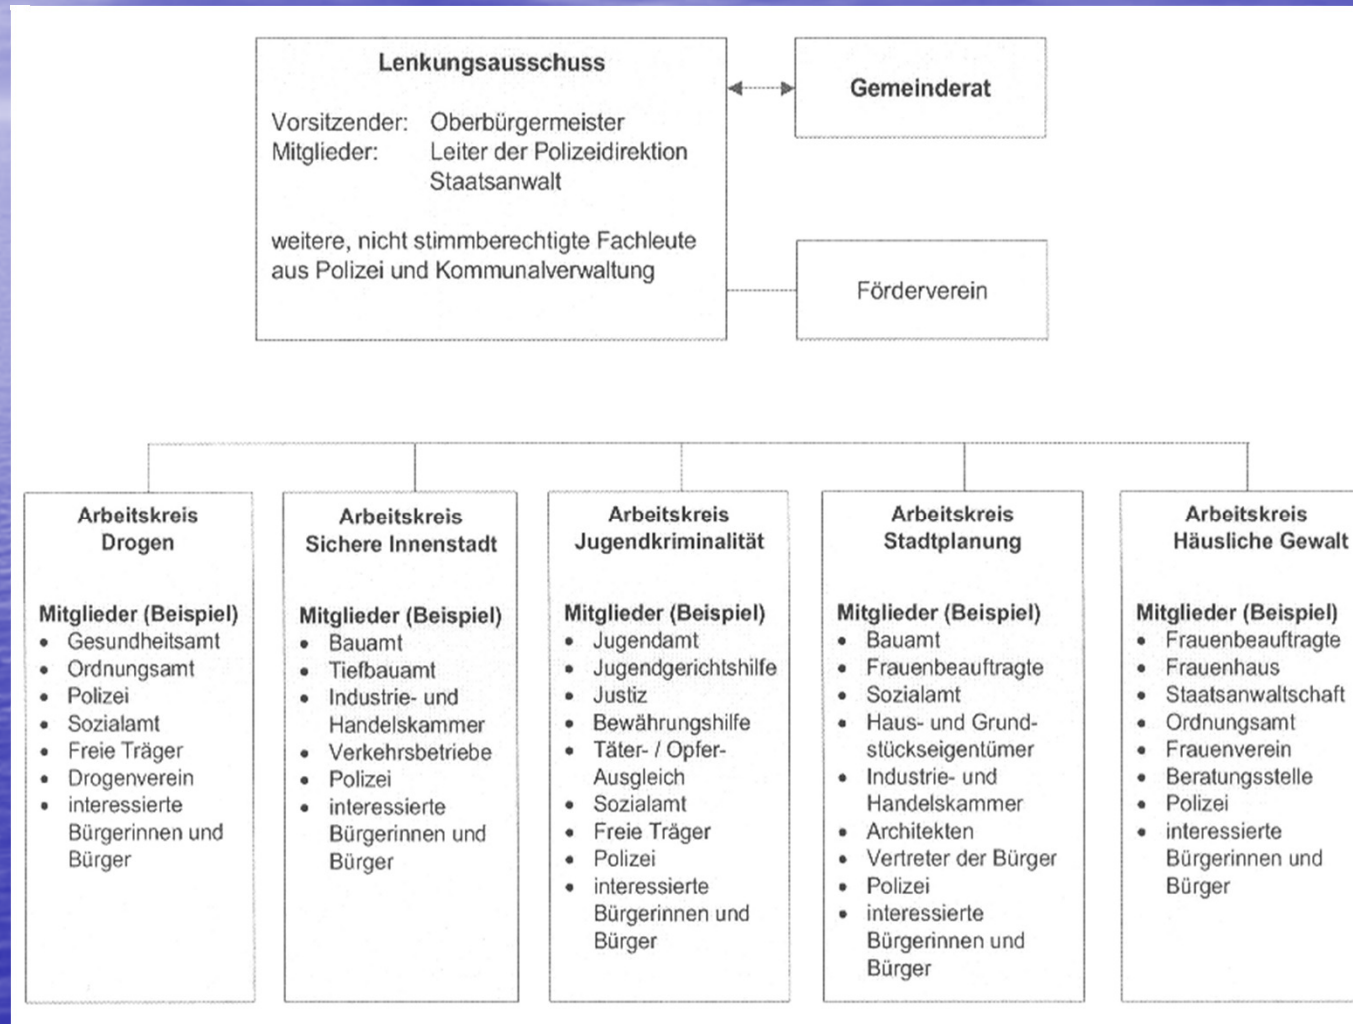 Lenkungsausschuss
Vorsitzender: Oberbürgermeister
Mitglieder: Leiter der Polizeidirektion
Staatsanwalt
weitere, nicht stimmberechtigte Fachleute
aus Polizei und Kommunalverwaltung
Gemeinderat
Förderverein
Arbeitskreis
Drogen
Mitglieder (Beispiel)
• Gesundheitsamt
• Ordnungsamt
• Polizei
• Sozialamt
• Freie Träger
• Drogenverein
• interessierte
Bürgerinnen und
Bürger
Arbeitskreis
Sichere Innenstadt
Mitglieder (Beispiel)
• Bauamt
• Tiefbauamt
• Industrie- und
Handelskammer
• Verkehrsbetriebe
• Polizei
• interessierte
Bürgerinnen und
Bürger
Arbeitskreis
Jugendkriminalität
Mitglieder (Beispiel)
• Jugendamt
• Jugendgerichtshilfe
• Justiz
• Bewährungshilfe
• Täter- / Opfer-
Ausgleich
• Sozialamt
• Freie Träger
• Polizei
• interessierte
Bürgerinnen und
Bürger
Arbeitskreis
Stadtplanung
Mitglieder (Beispiel)
• Bauamt
• Frauenbeauftragte
• Sozialamt
• Haus- und Grund-
stückseigentümer
• Industrie- und
Handelskammer
• Architekten
• Vertreter der Bürger
• Polizei
• interessierte
Bürgerinnen und
Bürger
Arbeitskreis
Häusliche Gewalt
Mitglieder (Beispiel)
• Frauenbeauftragte
• Frauenhaus
• Staatsanwaltschaft
• Ordnungsamt
• Frauenverein
• Beratungsstelle
• Polizei
• interessierte
Bürgerinnen und
Bürger